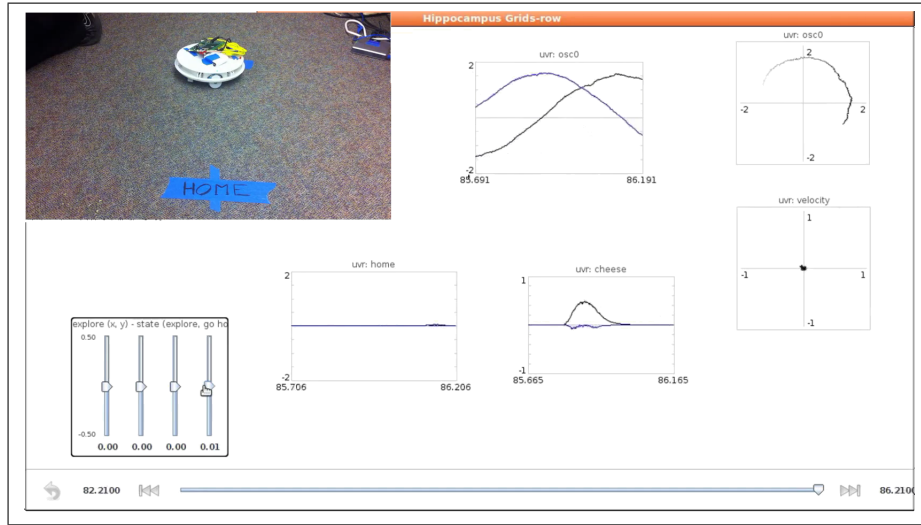 Hippocampus Grids-row
HOME
uvr: osc0
2
-2
85.691
86.191
uvr: osc0
2
-2
2
-2
uvr: velocity
1
-1
1
-1
uvr: home
2
-2
85.706
86.206
uvr: cheese
1
-1
85.665
86.165
explore (x, y) - state (explore, go ho
0.50
-0.50
0.00 0.00 0.00 0.01
82.2100
86.210